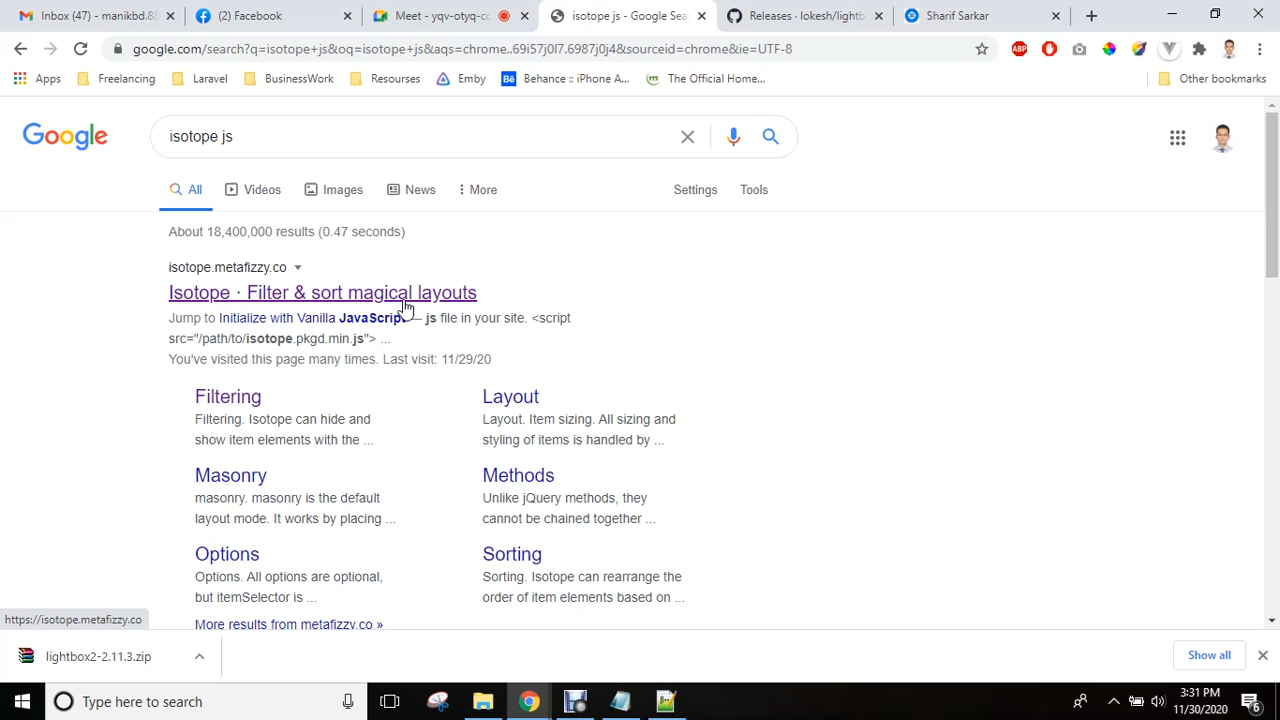 Inbox (47) - manikbd.88
(2) Facebook
Meet - yqv-otyq-cc
isotope js - Google Sea
Releases · lokesh/lightb
Sharif Sarkar
google.com/search?q=isotope+js&oq=isotope+js&aqs=chrome..69i57j0l7.6987j0j4&sourceid=chrome&ie=UTF-8
ABP
Apps
Freelancing
Laravel
BusinessWork
Resourses
Emby
Bē
Behance :: iPhone A...
YTS
The Official Home...
Other bookmarks
Google
isotope js
All
Videos
Images
News
More
Settings
Tools
About 18,400,000 results (0.47 seconds)
isotope.metafizzy.co
Isotope · Filter & sort magical layouts
Jump to Initialize with Vanilla JavaScript — js file in your site. <script
src="/path/to/isotope.pkgd.min.js"> ...
You've visited this page many times. Last visit: 11/29/20
Filtering
Filtering. Isotope can hide and
show item elements with the ...
Layout
Layout. Item sizing. All sizing and
styling of items is handled by ...
Masonry
masonry. masonry is the default
layout mode. It works by placing ...
Methods
Unlike jQuery methods, they
cannot be chained together ...
Options
Options. All options are optional,
but itemSelector is ...
Sorting
Sorting. Isotope can rearrange the
order of item elements based on ...
More results from metafizzy.co »
https://isotope.metafizzy.co
lightbox2-2.11.3.zip
Show all
Type here to search
3:31 PM
11/30/2020
6